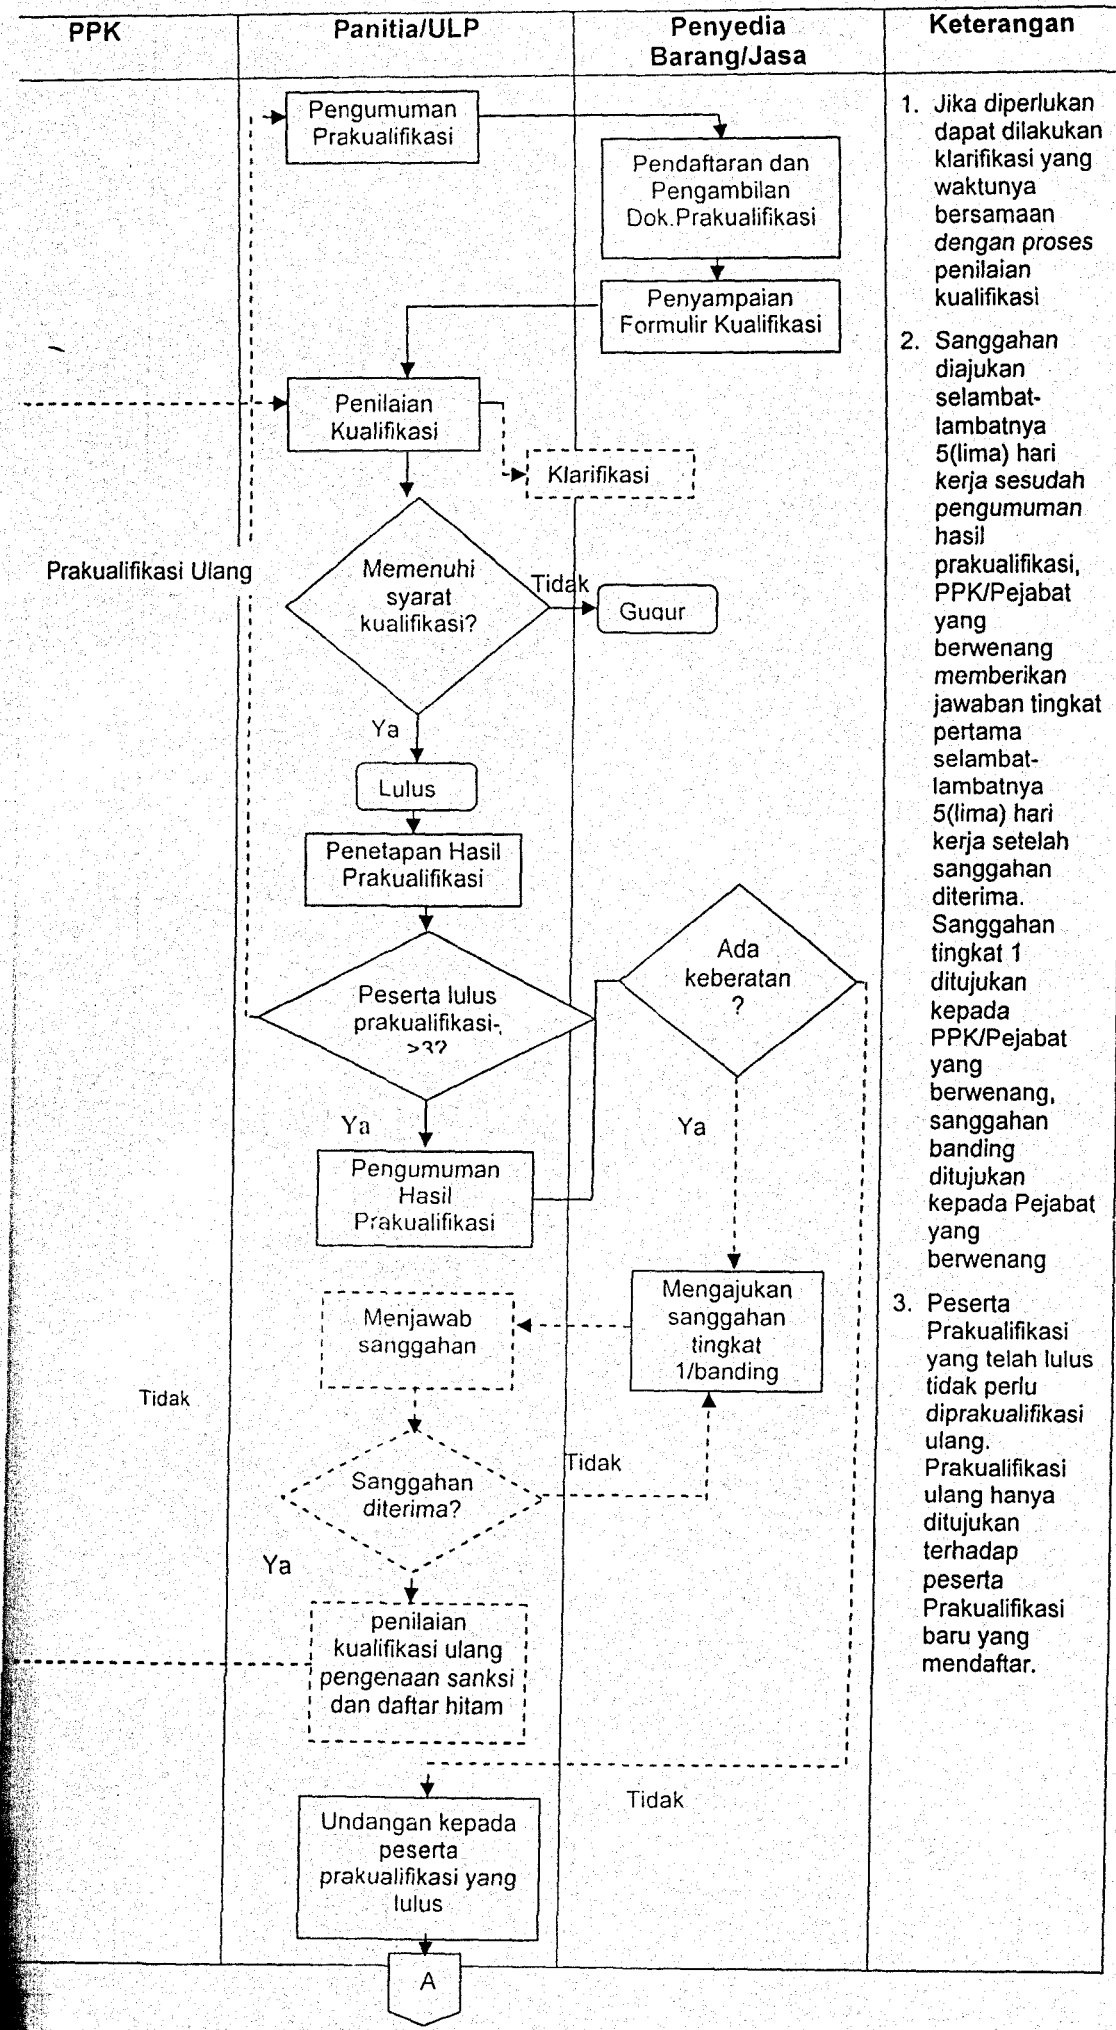 PPK
Panitia/ULP
Penyedia
Barang/Jasa
Keterangan
Pengumuman
Prakualifikasi
Pendaftaran dan
Pengambilan
Dok.Prakualifikasi
Penyampaian
Formulir Kualifikasi
Penilaian
Kualifikasi
Klarifikasi
Prakualifikasi Ulang
Memenuhi
syarat
kualifikasi?
Tidak
Gugur
Ya
Lulus
Penetapan Hasil
Prakualifikasi
Peserta lulus
prakualifikasi
>3?
Ada
keberatan
?
Ya
Ya
Pengumuman
Hasil
Prakualifikasi
Mengajukan
sanggahan
tingkat
1/banding
Menjawab
sanggahan
Tidak
Sanggahan
diterima?
Tidak
Ya
penilaian
kualifikasi ulang
pengenaan sanksi
dan daftar hitam
Tidak
Undangan kepada
peserta
prakualifikasi yang
lulus
A
1. Jika diperlukan
dapat dilakukan
klarifikasi yang
waktunya
bersamaan
dengan proses
penilaian
kualifikasi
2. Sanggahan
diajukan
selambat-
lambatnya
5(lima) hari
kerja sesudah
pengumuman
hasil
prakualifikasi,
PPK/Pejabat
yang
berwenang
memberikan
jawaban tingkat
pertama
selambat-
lambatnya
5(lima) hari
kerja setelah
sanggahan
diterima.
Sanggahan
tingkat 1
ditujukan
kepada
PPK/Pejabat
yang
berwenang,
sanggahan
banding
ditujukan
kepada Pejabat
yang
berwenang
3. Peserta
Prakualifikasi
yang telah lulus
tidak perlu
diprakualifikasi
ulang.
Prakualifikasi
ulang hanya
ditujukan
terhadap
peserta
Prakualifikasi
baru yang
mendaftar.